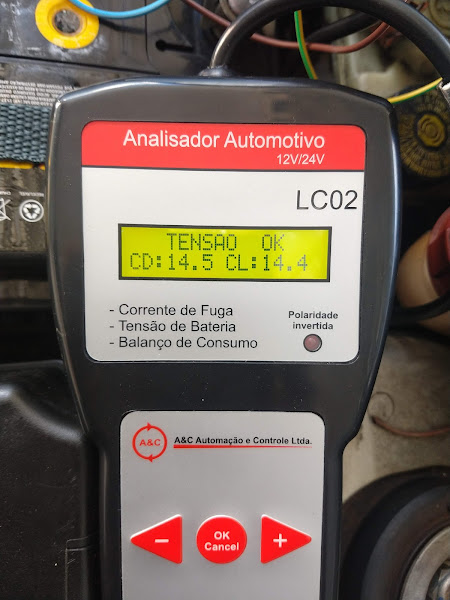 Analisador Automotivo
12V/24V
LC02
TENSAO OK
CD:14.5 CL:14.4
- Corrente de Fuga
- Tensão de Bateria
- Balanço de Consumo
Polaridade
invertida
A&C
A&C Automação e Controle Ltda.
-
OK
Cancel
+